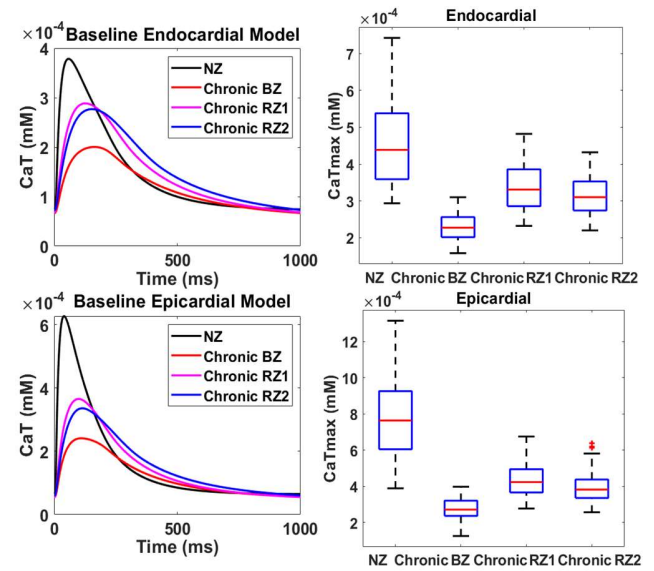 Baseline Endocardial Model
×10⁻⁴
CaT (mM)
4
3
2
1
0
NZ
Chronic BZ
Chronic RZ1
Chronic RZ2
0 500 1000
Time (ms)
Endocardial
×10⁻⁴
CaTmax (mM)
7
6
5
4
3
2
NZ Chronic BZ Chronic RZ1 Chronic RZ2
Baseline Epicardial Model
×10⁻⁴
CaT (mM)
6
4
2
0
NZ
Chronic BZ
Chronic RZ1
Chronic RZ2
0 500 1000
Time (ms)
Epicardial
×10⁻⁴
CaTmax (mM)
12
10
8
6
4
2
NZ Chronic BZ Chronic RZ1 Chronic RZ2